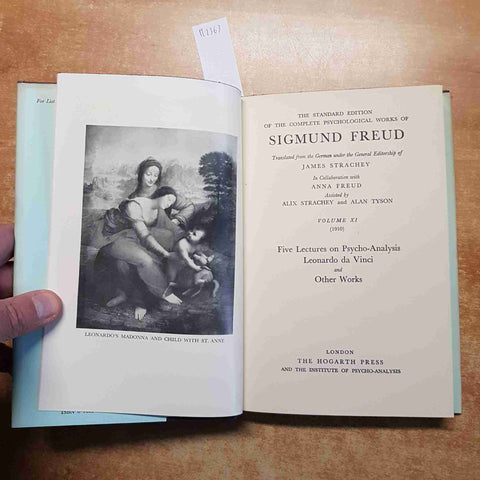 For List
LEONARDO'S MADONNA AND CHILD WITH ST. ANNE
THE STANDARD EDITION
OF THE COMPLETE PSYCHOLOGICAL WORKS OF
SIGMUND FREUD
Translated from the German under the General Editorship of
JAMES STRACHEY
In Collaboration with
ANNA FREUD
Assisted by
ALIX STRACHEY and ALAN TYSON
VOLUME XI
(1910)
Five Lectures on Psycho-Analysis
Leonardo da Vinci
and
Other Works
LONDON
THE HOGARTH PRESS
AND THE INSTITUTE OF PSYCHO-ANALYSIS